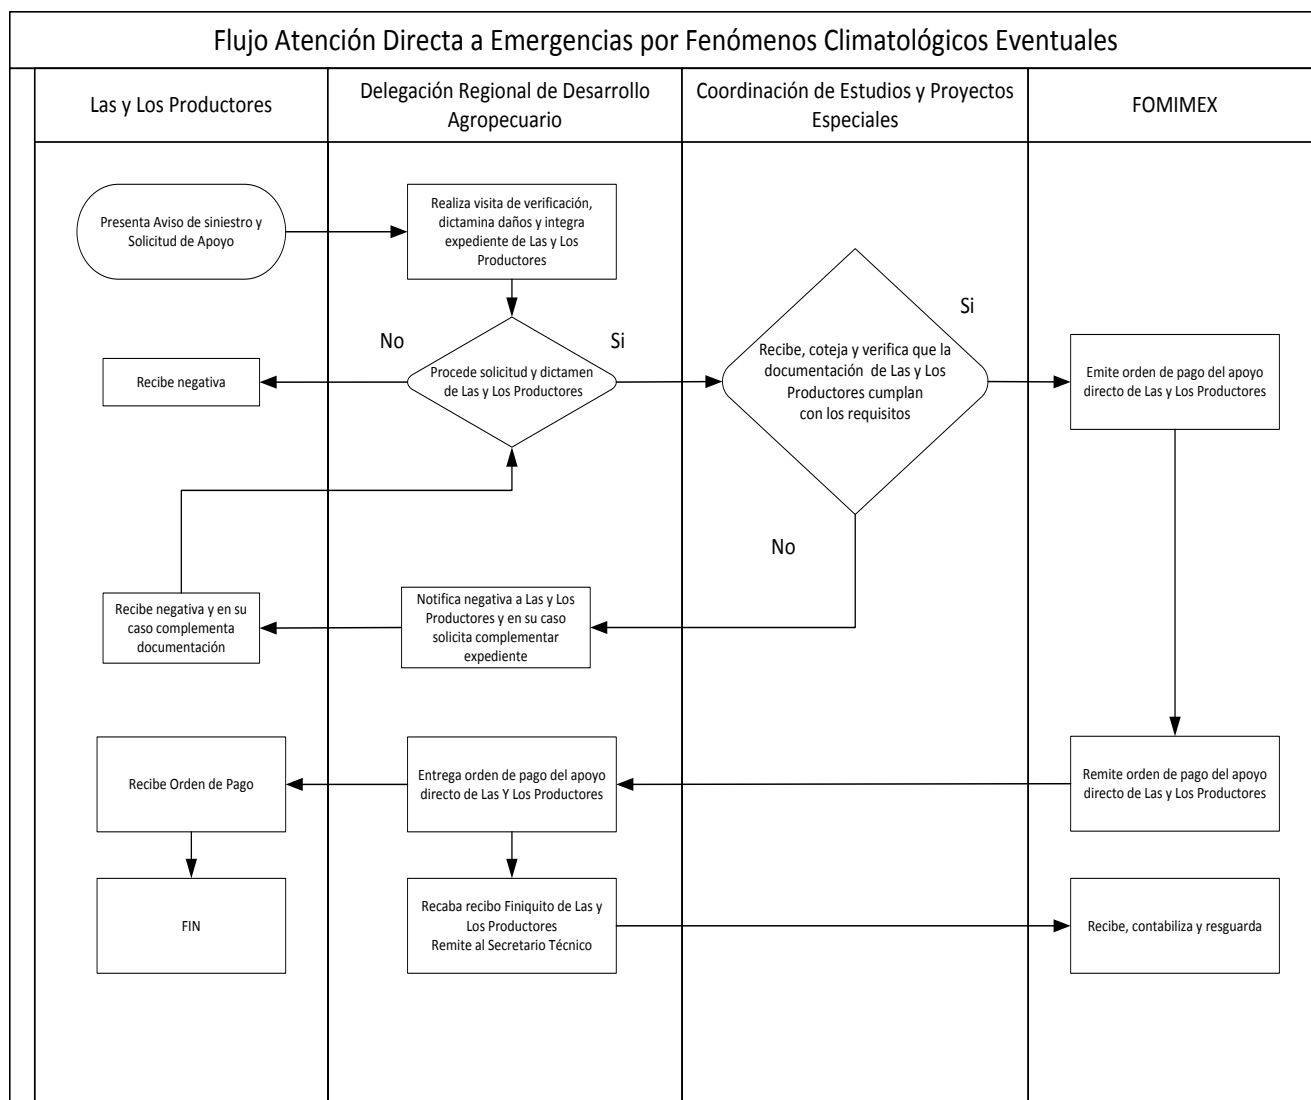 Flujo Atención Directa a Emergencias por Fenómenos Climatológicos Eventuales
Las y Los Productores
Delegación Regional de Desarrollo
Agropecuario
Coordinación de Estudios y Proyectos
Especiales
FOMIMEX
Presenta Aviso de siniestro y
Solicitud de Apoyo
Realiza visita de verificación,
dictamina daños y integra
expediente de Las y Los
Productores
No
Si
Si
Recibe negativa
Procede solicitud y dictamen
de Las y Los Productores
Recibe, coteja y verifica que la
documentación de Las y Los
Productores cumplan
con los requisitos
Emite orden de pago del apoyo
directo de Las y Los Productores
No
Recibe negativa y en su
caso complementa
documentación
Notifica negativa a Las y Los
Productores y en su caso
solicita complementar
expediente
Recibe Orden de Pago
Entrega orden de pago del apoyo
directo de Las Y Los Productores
Remite orden de pago del apoyo
directo de Las y Los Productores
FIN
Recaba recibo Finiquito de Las y
Los Productores
Remite al Secretario Técnico
Recibe, contabiliza y resguarda